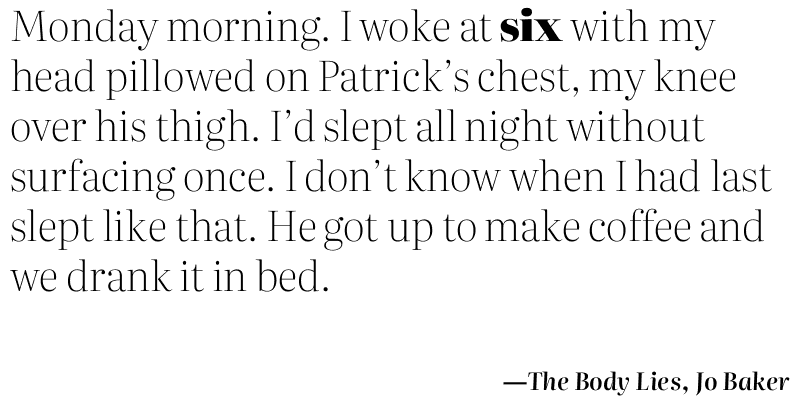 Monday morning. I woke at six with my
head pillowed on Patrick’s chest, my knee
over his thigh. I’d slept all night without
surfacing once. I don’t know when I had last
slept like that. He got up to make coffee and
we drank it in bed.
—The Body Lies, Jo Baker